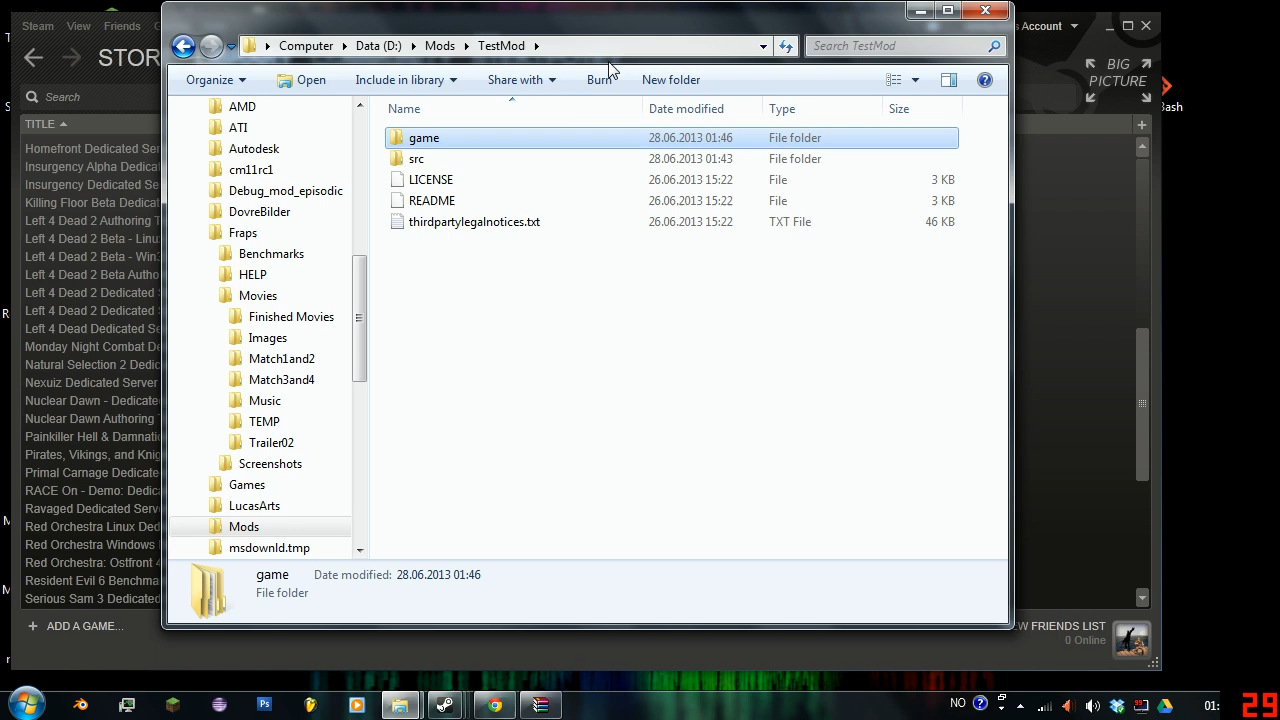 Steam View Friends
s Account
STOR
BIG
PICTURE
Computer Data (D:) Mods TestMod
Search TestMod
Organize Open Include in library Share with Burn New folder
Search
TITLE
Homefront Dedicated Ser
Insurgency Alpha Dedicat
Insurgency Dedicated Ser
Killing Floor Beta Dedicat
Left 4 Dead 2 Authoring T
Left 4 Dead 2 Beta - Linu
Left 4 Dead 2 Beta - Win3
Left 4 Dead 2 Beta Autho
Left 4 Dead 2 Dedicated
Left 4 Dead 2 Dedicated S
Left 4 Dead Dedicated Se
Monday Night Combat De
Natural Selection 2 Dedic
Nexuiz Dedicated Server
Nuclear Dawn - Dedicate
Nuclear Dawn Authoring T
Painkiller Hell & Damnatio
Pirates, Vikings, and Knig
Primal Carnage Dedicate
RACE On - Demo: Dedica
Ravaged Dedicated Serve
Red Orchestra Linux Ded
Red Orchestra Windows
Red Orchestra: Ostfront 4
Resident Evil 6 Benchma
Serious Sam 3 Dedicated
AMD
ATI
Autodesk
cm11rc1
Debug_mod_episodic
DovreBilder
Fraps
Benchmarks
HELP
Movies
Finished Movies
Images
Match1and2
Match3and4
Music
TEMP
Trailer02
Screenshots
Games
LucasArts
Mods
msdownld.tmp
Name Date modified Type Size
game 28.06.2013 01:46 File folder
src 28.06.2013 01:43 File folder
LICENSE 26.06.2013 15:22 File 3 KB
README 26.06.2013 15:22 File 3 KB
thirdpartylegalnotices.txt 26.06.2013 15:22 TXT File 46 KB
game Date modified: 28.06.2013 01:46
File folder
Bash
ADD A GAME...
EW FRIENDS LIST
0 Online
NO
01:
29